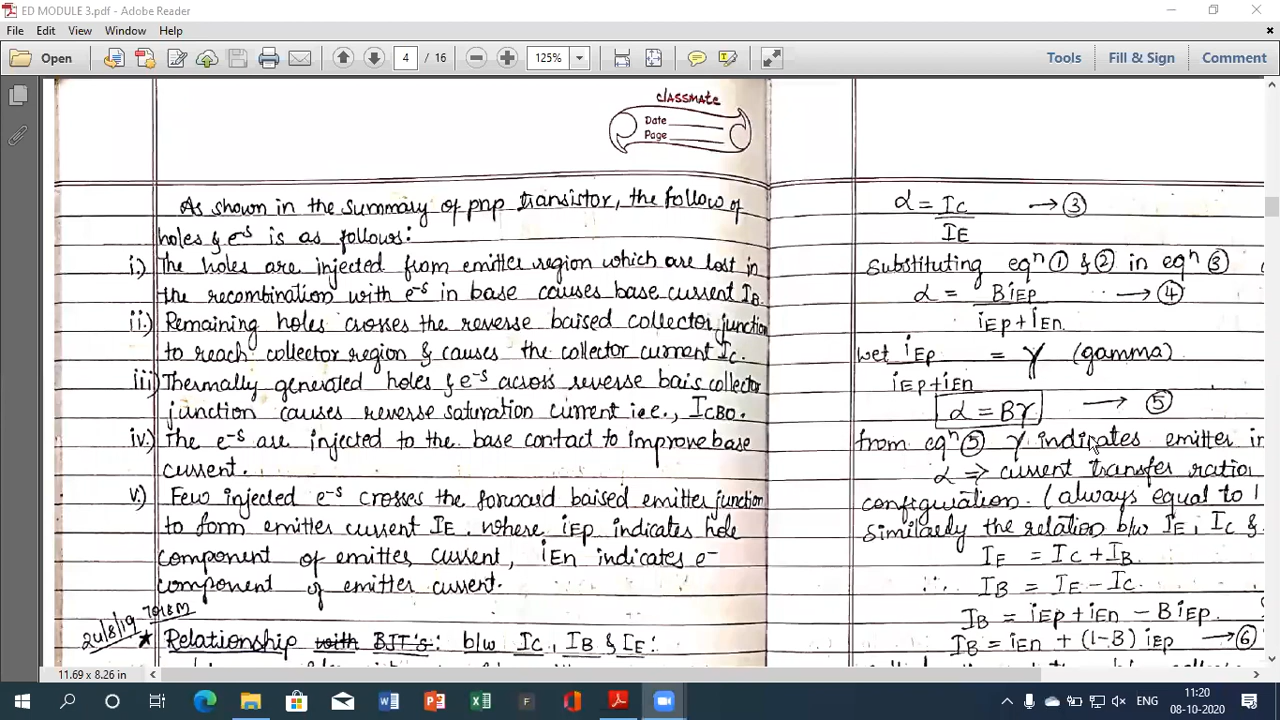 ED MODULE 3.pdf - Adobe Reader
File Edit View Window Help
Open 4 / 16 125% Tools Fill & Sign Comment
classmate
Date
Page
As shown in the summary of pnp transistor, the follow of
holes & e⁻s is as follows:
i.) The holes are injected from emitter region which are lost in
the recombination with e⁻s in base causes base current IB.
ii.) Remaining holes crosses the reverse baised collector junction
to reach collector region & causes the collector current Ic.
iii) Thermally generated holes & e⁻s across reverse bais collector
junction causes reverse saturation current i.e., ICBO.
iv.) The e⁻s are injected to the base contact to improve base
current.
v.) Few injected e⁻s crosses the forward baised emitter junction
to form emitter current IE. where, iEp indicates hole
component of emitter current, iEn indicates e⁻
component of emitter current.
24/8/19
★ Relationship with BJT's: b/w Ic, IB & IE:
α = Ic → ③
IE
Substituting eqⁿ ① & ② in eqⁿ ③
α = BiEp → ④
iEp + iEn
wet iEp = γ (gamma)
iEp + iEn
α = Bγ → ⑤
from eqⁿ ⑤ γ indicates emitter in
α ⇒ current transfer ration
configuration. (always equal to 1
similarly the relation b/w IE, Ic &
IE = Ic + IB
∴ IB = IE - Ic.
IB = iEp + iEn - BiEp.
IB = iEn + (1-B) iEp → ⑥
11.69 x 8.26 in
ENG
11:20
08-10-2020